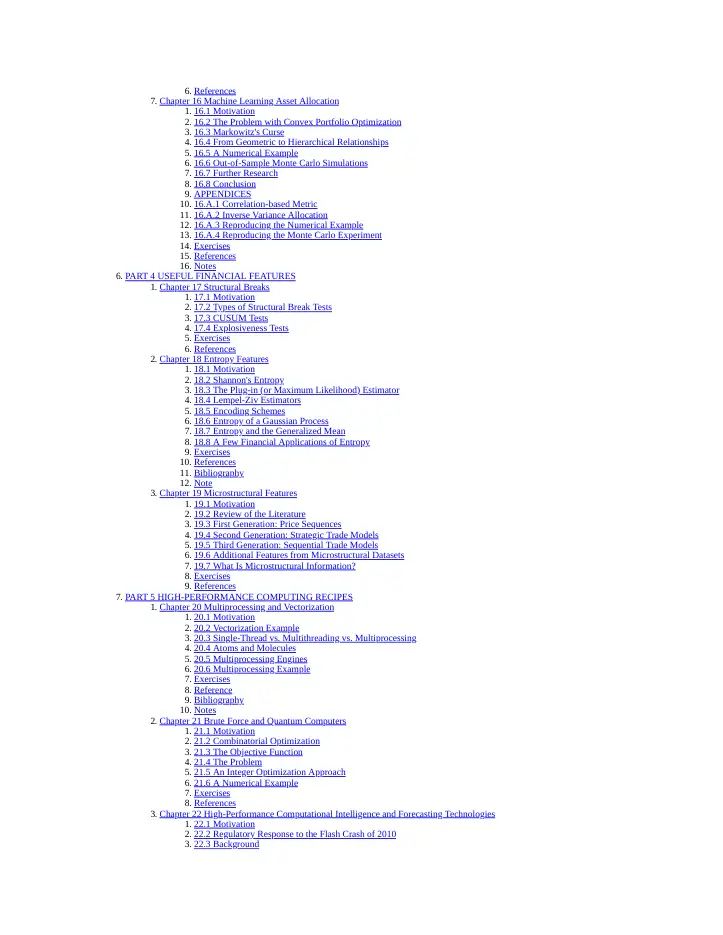 6. References
7. Chapter 16 Machine Learning Asset Allocation
1. 16.1 Motivation
2. 16.2 The Problem with Convex Portfolio Optimization
3. 16.3 Markowitz's Curse
4. 16.4 From Geometric to Hierarchical Relationships
5. 16.5 A Numerical Example
6. 16.6 Out-of-Sample Monte Carlo Simulations
7. 16.7 Further Research
8. 16.8 Conclusion
9. APPENDICES
10. 16.A.1 Correlation-based Metric
11. 16.A.2 Inverse Variance Allocation
12. 16.A.3 Reproducing the Numerical Example
13. 16.A.4 Reproducing the Monte Carlo Experiment
14. Exercises
15. References
16. Notes
6. PART 4 USEFUL FINANCIAL FEATURES
1. Chapter 17 Structural Breaks
1. 17.1 Motivation
2. 17.2 Types of Structural Break Tests
3. 17.3 CUSUM Tests
4. 17.4 Explosiveness Tests
5. Exercises
6. References
2. Chapter 18 Entropy Features
1. 18.1 Motivation
2. 18.2 Shannon's Entropy
3. 18.3 The Plug-in (or Maximum Likelihood) Estimator
4. 18.4 Lempel-Ziv Estimators
5. 18.5 Encoding Schemes
6. 18.6 Entropy of a Gaussian Process
7. 18.7 Entropy and the Generalized Mean
8. 18.8 A Few Financial Applications of Entropy
9. Exercises
10. References
11. Bibliography
12. Note
3. Chapter 19 Microstructural Features
1. 19.1 Motivation
2. 19.2 Review of the Literature
3. 19.3 First Generation: Price Sequences
4. 19.4 Second Generation: Strategic Trade Models
5. 19.5 Third Generation: Sequential Trade Models
6. 19.6 Additional Features from Microstructural Datasets
7. 19.7 What Is Microstructural Information?
8. Exercises
9. References
7. PART 5 HIGH-PERFORMANCE COMPUTING RECIPES
1. Chapter 20 Multiprocessing and Vectorization
1. 20.1 Motivation
2. 20.2 Vectorization Example
3. 20.3 Single-Thread vs. Multithreading vs. Multiprocessing
4. 20.4 Atoms and Molecules
5. 20.5 Multiprocessing Engines
6. 20.6 Multiprocessing Example
7. Exercises
8. Reference
9. Bibliography
10. Notes
2. Chapter 21 Brute Force and Quantum Computers
1. 21.1 Motivation
2. 21.2 Combinatorial Optimization
3. 21.3 The Objective Function
4. 21.4 The Problem
5. 21.5 An Integer Optimization Approach
6. 21.6 A Numerical Example
7. Exercises
8. References
3. Chapter 22 High-Performance Computational Intelligence and Forecasting Technologies
1. 22.1 Motivation
2. 22.2 Regulatory Response to the Flash Crash of 2010
3. 22.3 Background